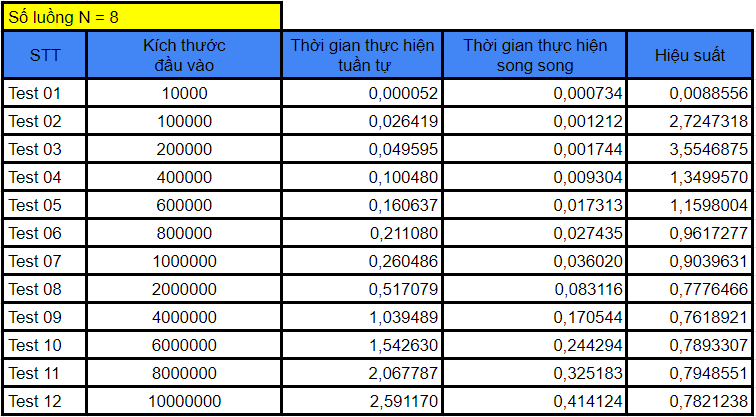 Số luồng N = 8
STT Kích thước đầu vào Thời gian thực hiện tuần tự Thời gian thực hiện song song Hiệu suất
Test 01 10000 0,000052 0,000734 0,0088556
Test 02 100000 0,026419 0,001212 2,7247318
Test 03 200000 0,049595 0,001744 3,5546875
Test 04 400000 0,100480 0,009304 1,3499570
Test 05 600000 0,160637 0,017313 1,1598004
Test 06 800000 0,211080 0,027435 0,9617277
Test 07 1000000 0,260486 0,036020 0,9039631
Test 08 2000000 0,517079 0,083116 0,7776466
Test 09 4000000 1,039489 0,170544 0,7618921
Test 10 6000000 1,542630 0,244294 0,7893307
Test 11 8000000 2,067787 0,325183 0,7948551
Test 12 10000000 2,591170 0,414124 0,7821238